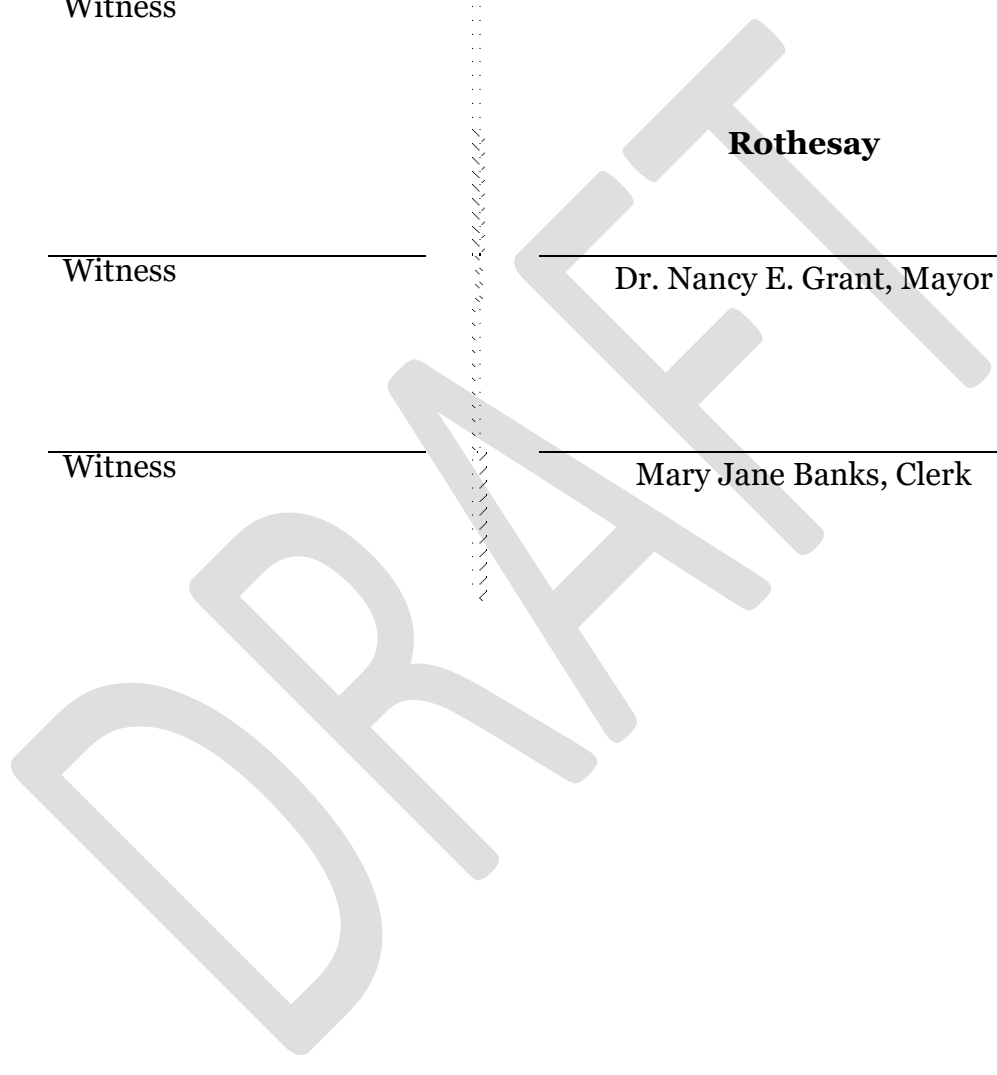 Witness
Rothesay
Witness
Dr. Nancy E. Grant, Mayor
Witness
Mary Jane Banks, Clerk
DRAFT